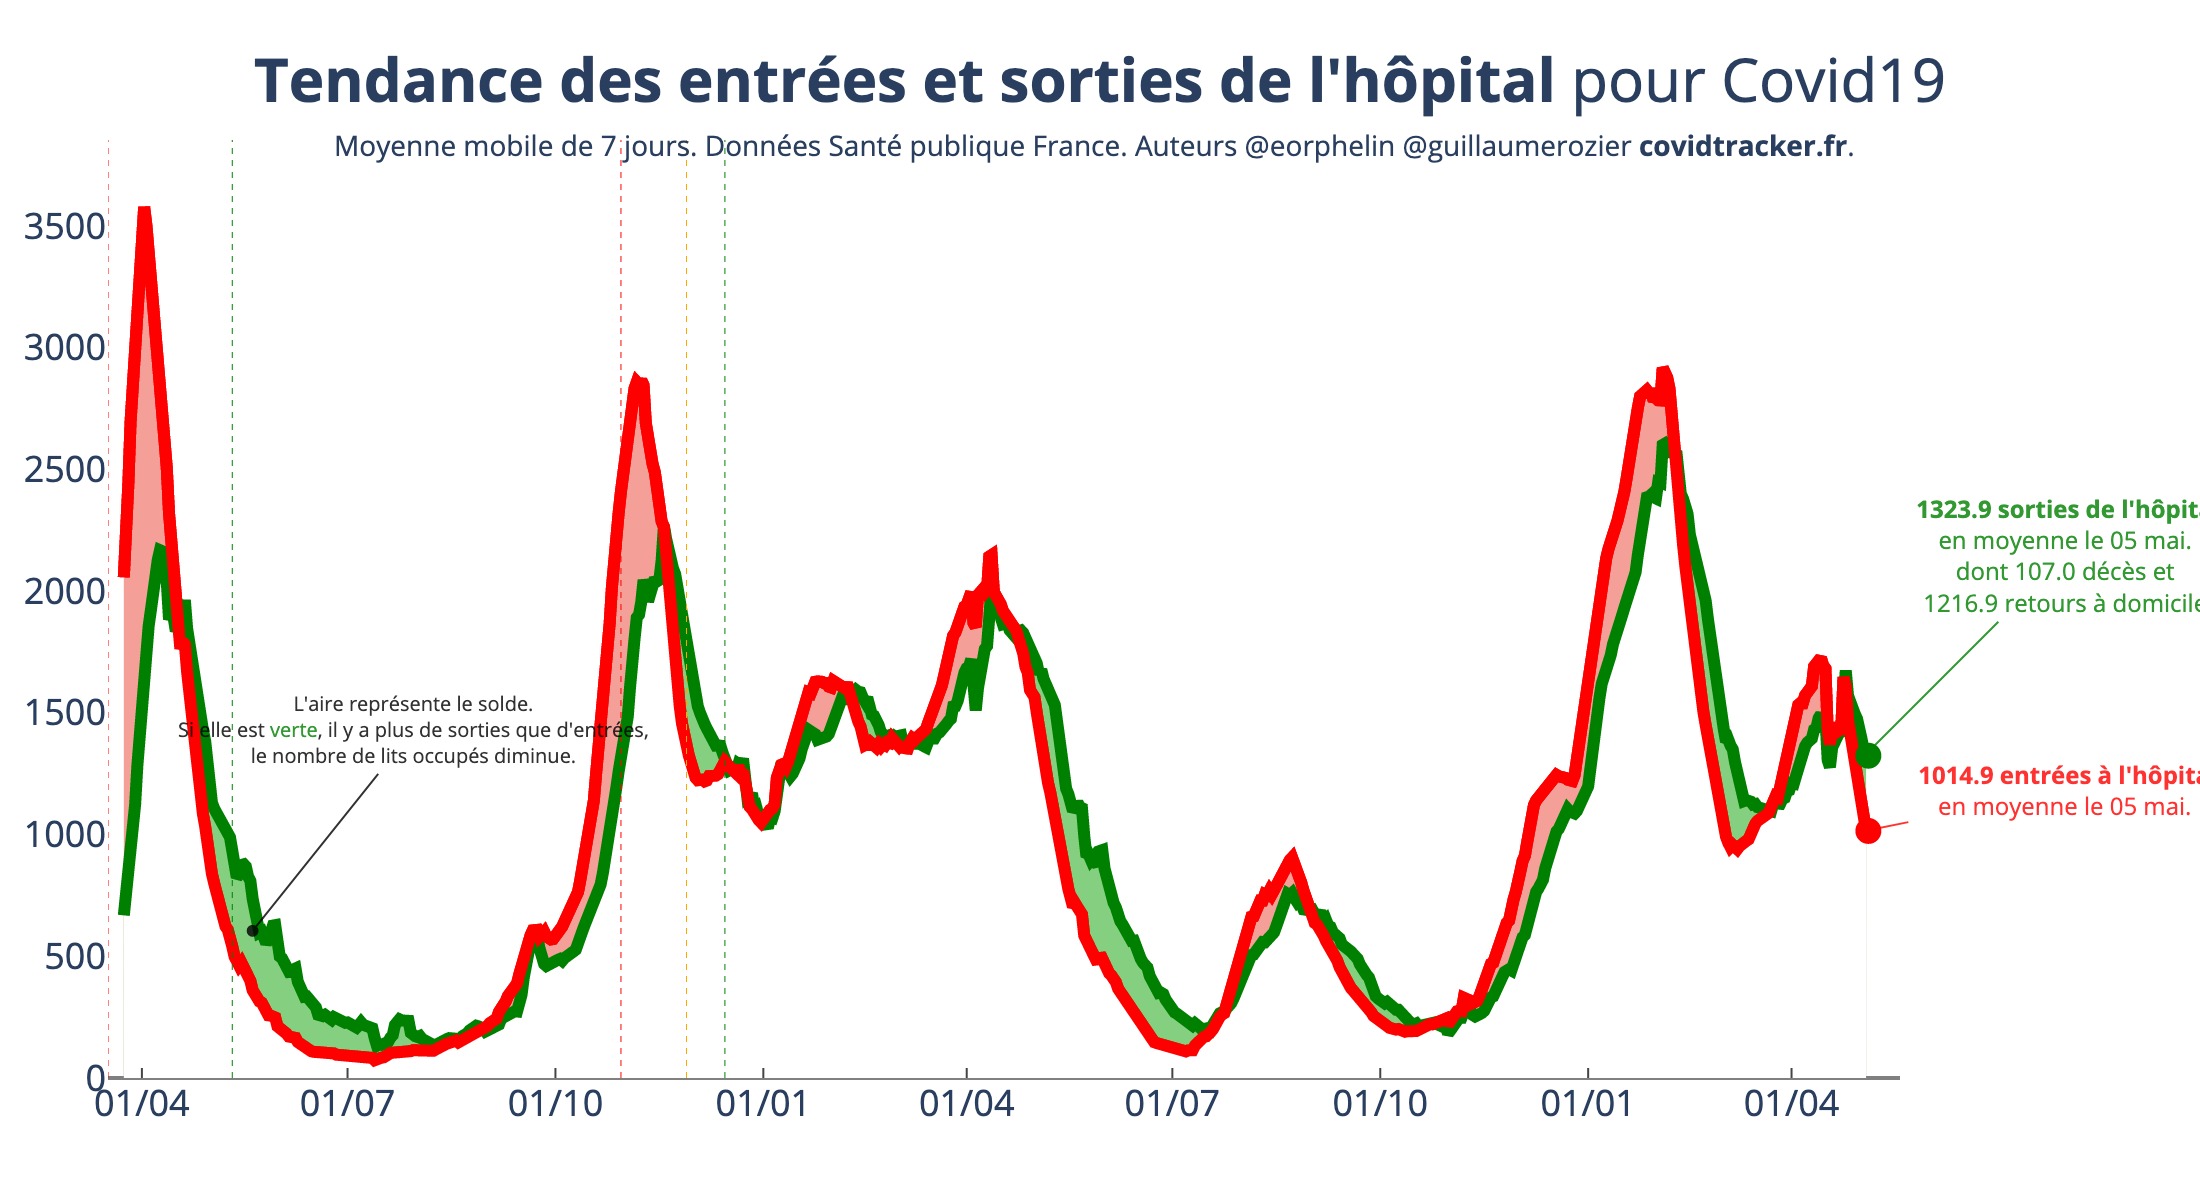 Tendance des entrées et sorties de l'hôpital pour Covid19
Moyenne mobile de 7 jours. Données Santé publique France. Auteurs @eorphelin @guillaumerozier covidtracker.fr.
3500
3000
2500
2000
1500
1000
500
0
L'aire représente le solde.
Si elle est verte, il y a plus de sorties que d'entrées,
le nombre de lits occupés diminue.
1323.9 sorties de l'hôpita
en moyenne le 05 mai.
dont 107.0 décès et
1216.9 retours à domicile
1014.9 entrées à l'hôpita
en moyenne le 05 mai.
01/04
01/07
01/10
01/01
01/04
01/07
01/10
01/01
01/04